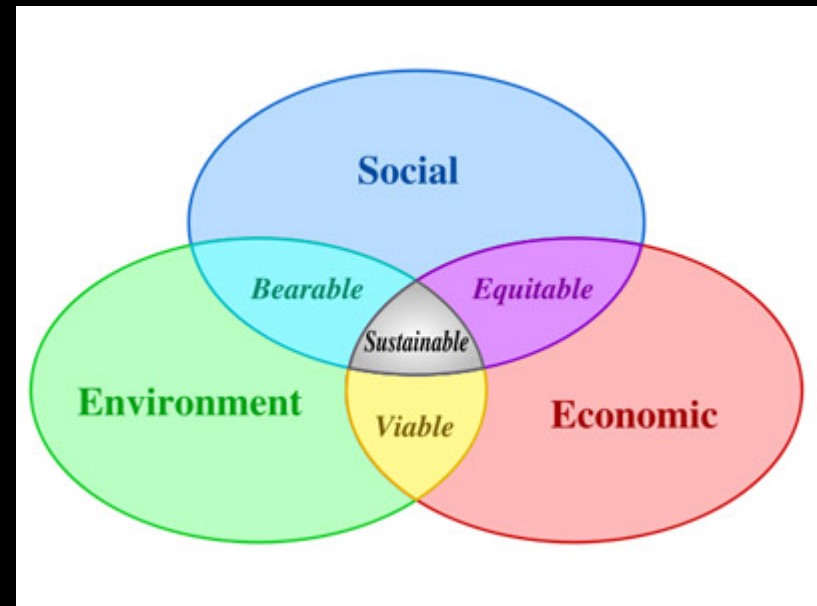 Social
Bearable
Equitable
Sustainable
Environment
Viable
Economic